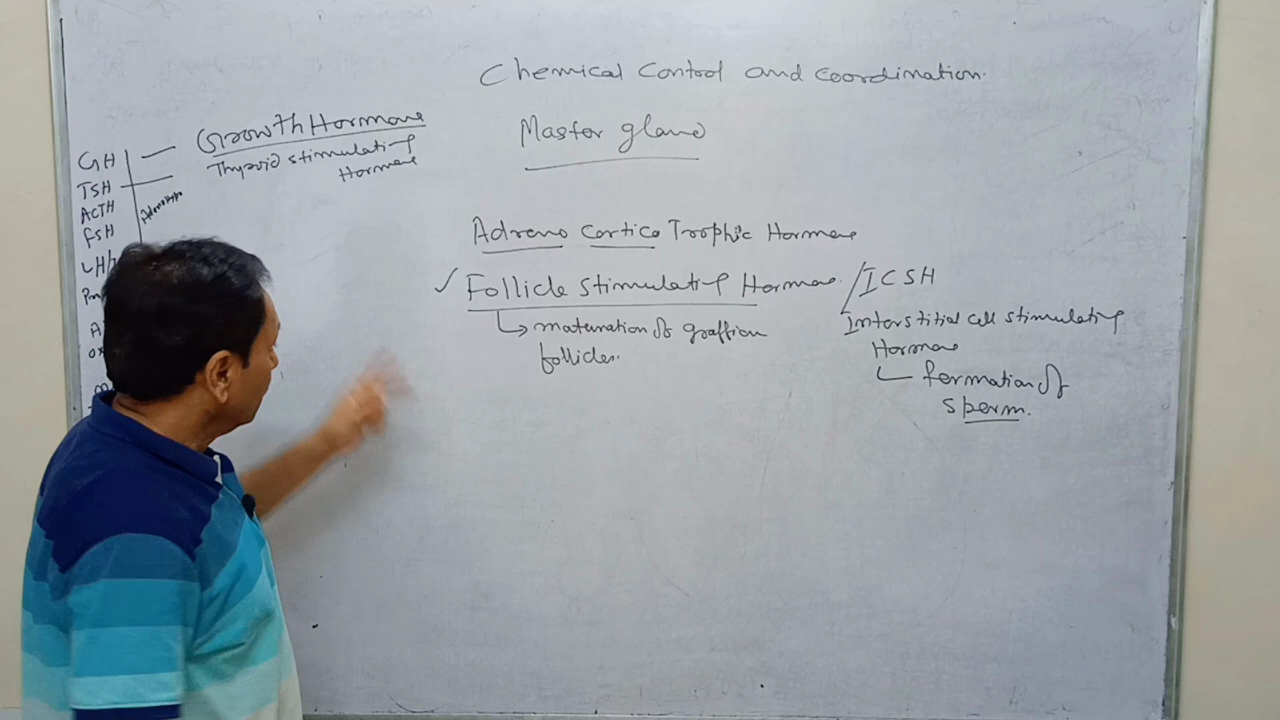 Chemical Control and Coordination.
Master gland
GH
Growth Hormone
TSH
Thyroid stimulating
Hormone
ACTH
FSH
LH/
Adreno Cortico Trophic Hormone
Follicle Stimulating Hormone / ICSH
maturation of graffian
follicles.
Interstitial cell stimulating
Hormone
formation of
sperm.